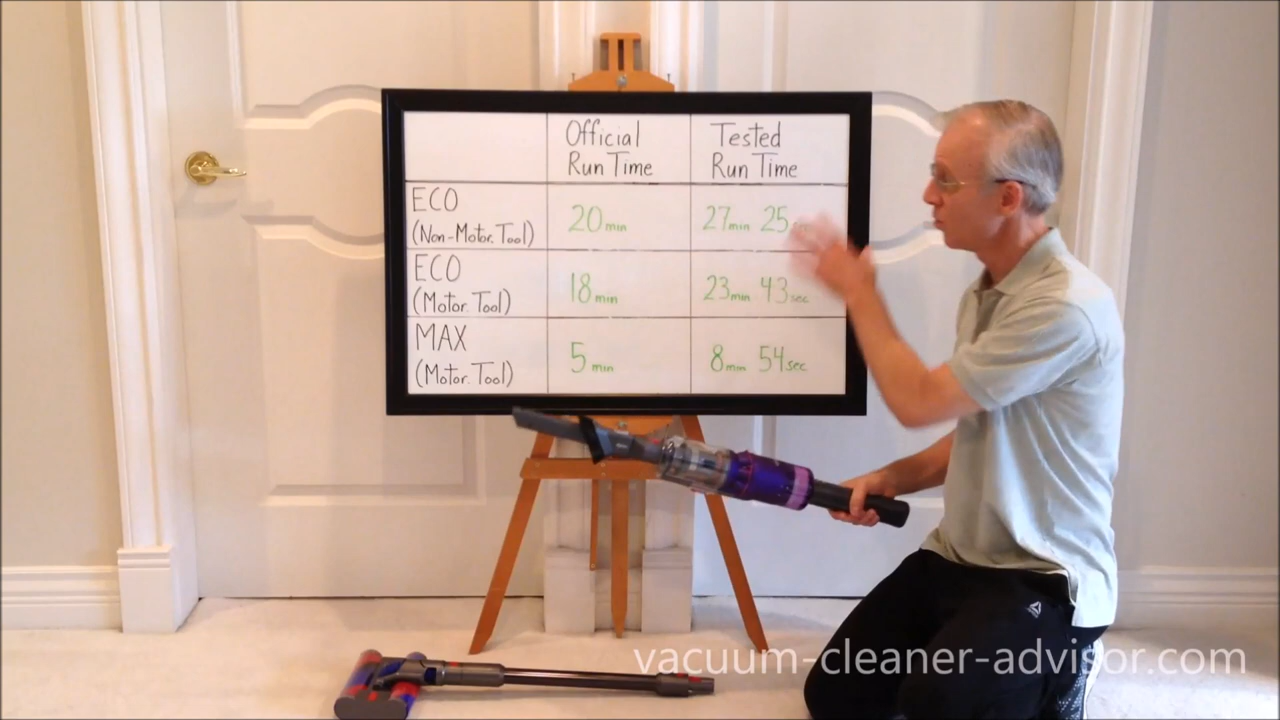 Official Run Time
Tested Run Time
ECO
(Non-Motor. Tool)
20 min
27 min 25
ECO
(Motor. Tool)
18 min
23 min 43 sec
MAX
(Motor. Tool)
5 min
8 min 54 sec
vacuum-cleaner-advisor.com